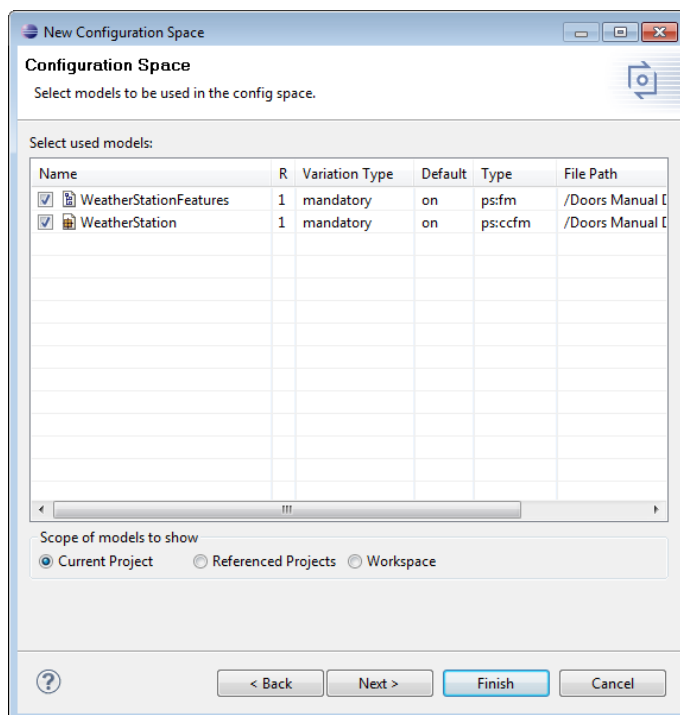 New Configuration Space
Configuration Space
Select models to be used in the config space.
Select used models:
Name R Variation Type Default Type File Path
WeatherStationFeatures 1 mandatory on ps:fm /Doors Manual D
WeatherStation 1 mandatory on ps:ccfm /Doors Manual D
Scope of models to show
Current Project Referenced Projects Workspace
? < Back Next > Finish Cancel